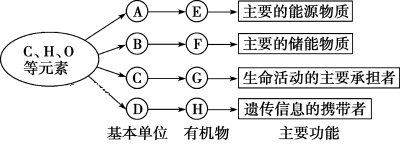 C、H、O
等元素
A E 主要的能源物质
B F 主要的储能物质
C G 生命活动的主要承担者
D H 遗传信息的携带者
基本单位 有机物 主要功能